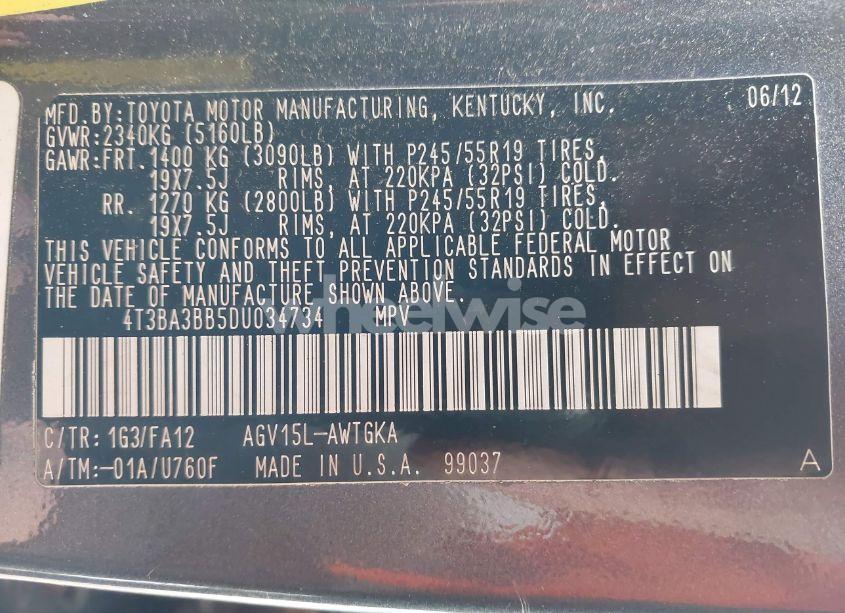 MFD.BY:TOYOTA MOTOR MANUFACTURING, KENTUCKY, INC. 06/12
GVWR:2340KG (5160LB)
GAWR:FRT. 1400 KG (3090LB) WITH P245/55R19 TIRES,
19X7.5J RIMS, AT 220KPA (32PSI) COLD.
RR. 1270 KG (2800LB) WITH P245/55R19 TIRES,
19X7.5J RIMS, AT 220KPA (32PSI) COLD.
THIS VEHICLE CONFORMS TO ALL APPLICABLE FEDERAL MOTOR
VEHICLE SAFETY AND THEFT PREVENTION STANDARDS IN EFFECT ON
THE DATE OF MANUFACTURE SHOWN ABOVE.
4T3BA3BB5DU034734 MPV
wheelwise
C/TR: 1G3/FA12 AGV15L-AWTGKA
A/TM:-01A/U760F MADE IN U.S.A. 99037 A